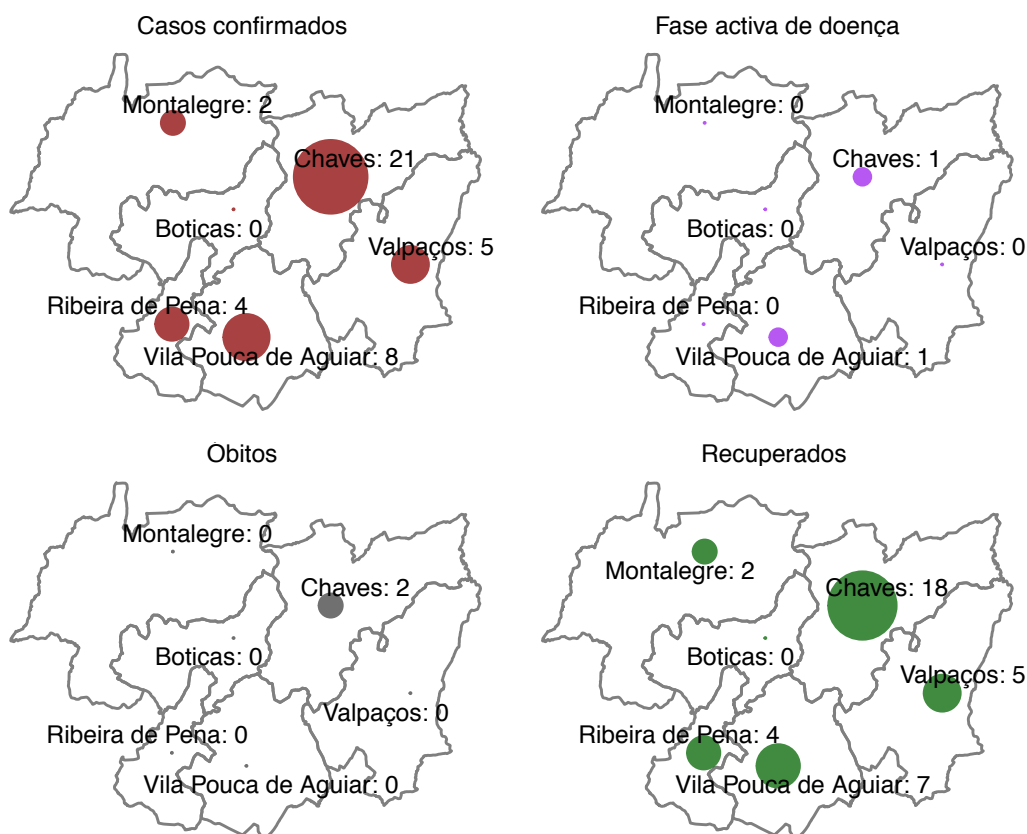 Casos confirmados
Montalegre: 2
Chaves: 21
Boticas: 0
Valpaços: 5
Ribeira de Pena: 4
Vila Pouca de Aguiar: 8
Fase activa de doença
Montalegre: 0
Chaves: 1
Boticas: 0
Valpaços: 0
Ribeira de Pena: 0
Vila Pouca de Aguiar: 1
Óbitos
Montalegre: 0
Chaves: 2
Boticas: 0
Valpaços: 0
Ribeira de Pena: 0
Vila Pouca de Aguiar: 0
Recuperados
Montalegre: 2
Chaves: 18
Boticas: 0
Valpaços: 5
Ribeira de Pena: 4
Vila Pouca de Aguiar: 7